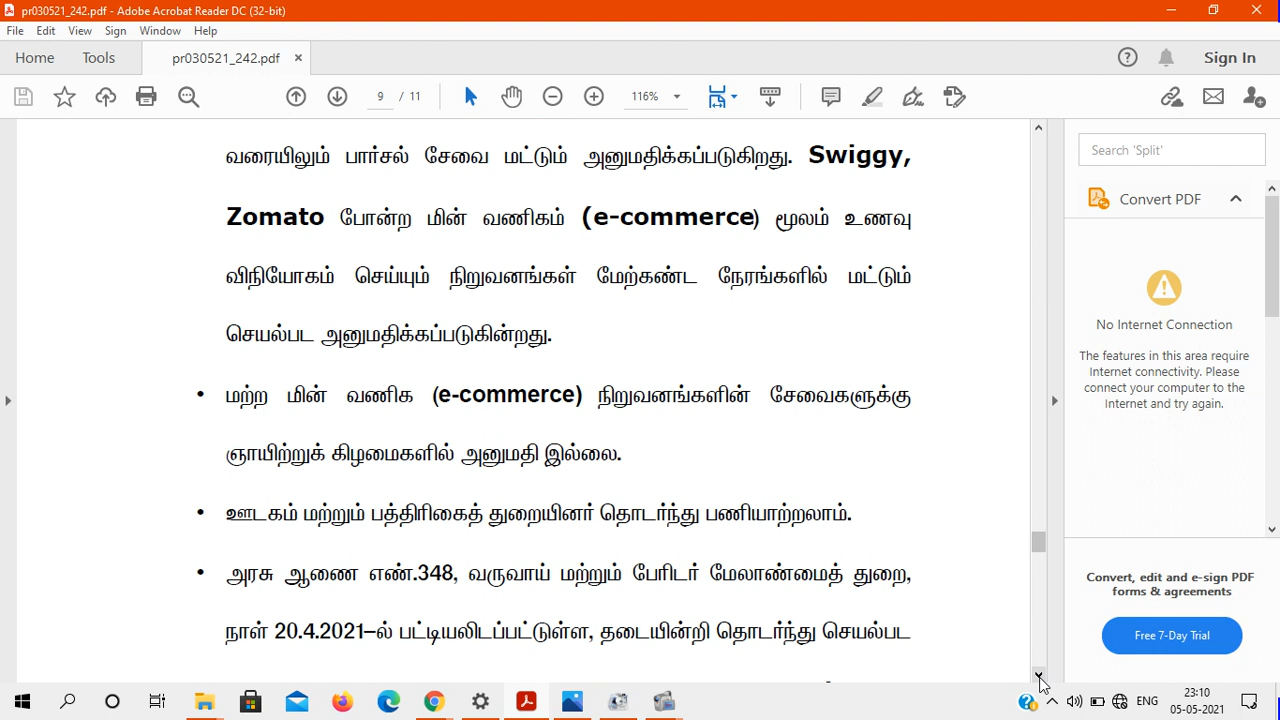 pr030521_242.pdf - Adobe Acrobat Reader DC (32-bit)
File Edit View Sign Window Help
Home Tools pr030521_242.pdf × Sign In
9 / 11 116%
வரையிலும் பார்சல் சேவை மட்டும் அனுமதிக்கப்படுகிறது. Swiggy,
Zomato போன்ற மின் வணிகம் (e-commerce) மூலம் உணவு
விநியோகம் செய்யும் நிறுவனங்கள் மேற்கண்ட நேரங்களில் மட்டும்
செயல்பட அனுமதிக்கப்படுகின்றது.
• மற்ற மின் வணிக (e-commerce) நிறுவனங்களின் சேவைகளுக்கு
ஞாயிற்றுக் கிழமைகளில் அனுமதி இல்லை.
• ஊடகம் மற்றும் பத்திரிகைத் துறையினர் தொடர்ந்து பணியாற்றலாம்.
• அரசு ஆணை எண்.348, வருவாய் மற்றும் பேரிடர் மேலாண்மைத் துறை,
நாள் 20.4.2021–ல் பட்டியலிடப்பட்டுள்ள, தடையின்றி தொடர்ந்து செயல்பட
Search 'Split'
Convert PDF
No Internet Connection
The features in this area require
Internet connectivity. Please
connect your computer to the
Internet and try again.
Convert, edit and e-sign PDF
forms & agreements
Free 7-Day Trial
ENG
23:10
05-05-2021